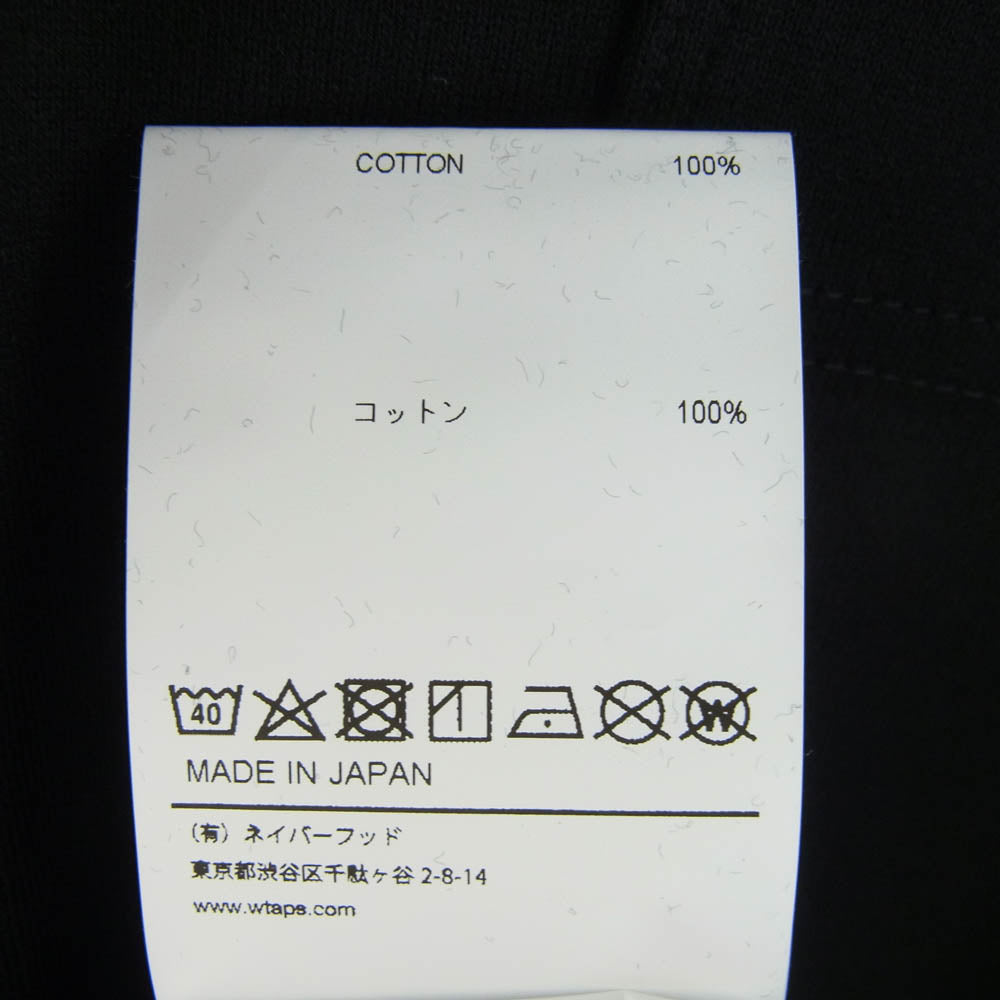 COTTON 100%
コットン 100%
40 W
MADE IN JAPAN
(有) ネイバーフッド
東京都渋谷区千駄ヶ谷 2-8-14
www.wtaps.com